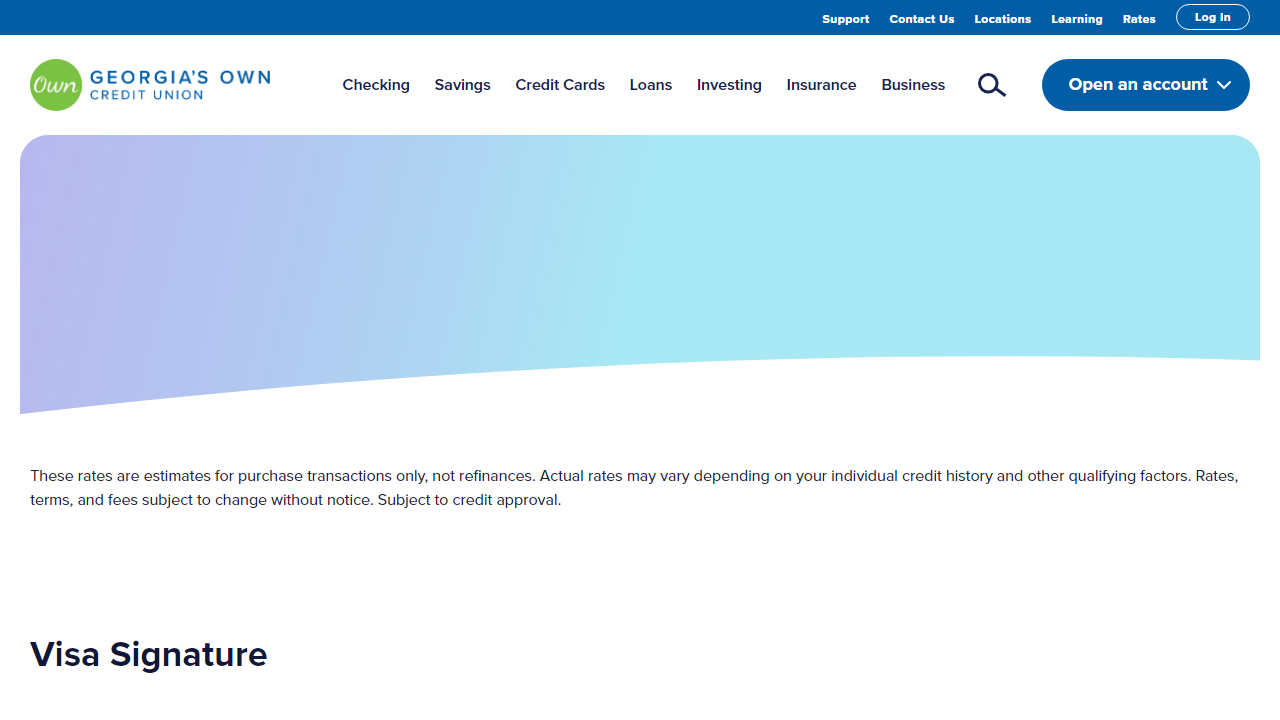 Support Contact Us Locations Learning Rates Log In
Own GEORGIA'S OWN
CREDIT UNION
Checking Savings Credit Cards Loans Investing Insurance Business Open an account
These rates are estimates for purchase transactions only, not refinances. Actual rates may vary depending on your individual credit history and other qualifying factors. Rates,
terms, and fees subject to change without notice. Subject to credit approval.
Visa Signature